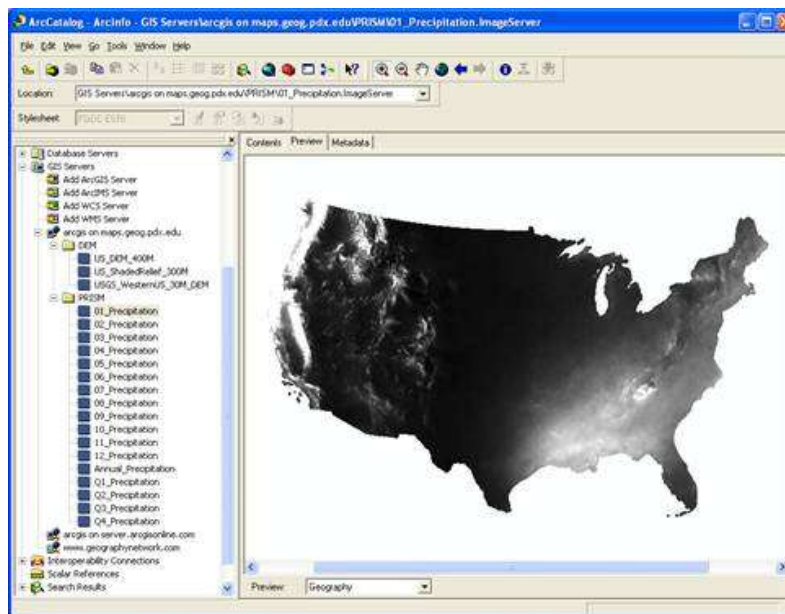 ArcCatalog - ArcInfo - GIS Servers\arcgis on maps.geog.pdx.edu\PRISM\01_Precipitation.ImageServer
File Edit View Go Tools Window Help
Location: GIS Servers\arcgis on maps.geog.pdx.edu\PRISM\01_Precipitation.ImageServer
Stylesheet: FGDC ESRI
Contents Preview Metadata
Database Servers
GIS Servers
Add ArcGIS Server
Add ArcIMS Server
Add WCS Server
Add WMS Server
arcgis on maps.geog.pdx.edu
DEM
US_DEM_400M
US_ShadedRelief_300M
USGS_WesternUS_30M_DEM
PRISM
01_Precipitation
02_Precipitation
03_Precipitation
04_Precipitation
05_Precipitation
06_Precipitation
07_Precipitation
08_Precipitation
09_Precipitation
10_Precipitation
11_Precipitation
12_Precipitation
Annual_Precipitation
Q1_Precipitation
Q2_Precipitation
Q3_Precipitation
Q4_Precipitation
arcgis on server.arcgisonline.com
www.geographynetwork.com
Interoperability Connections
Scalar References
Search Results
Preview: Geography